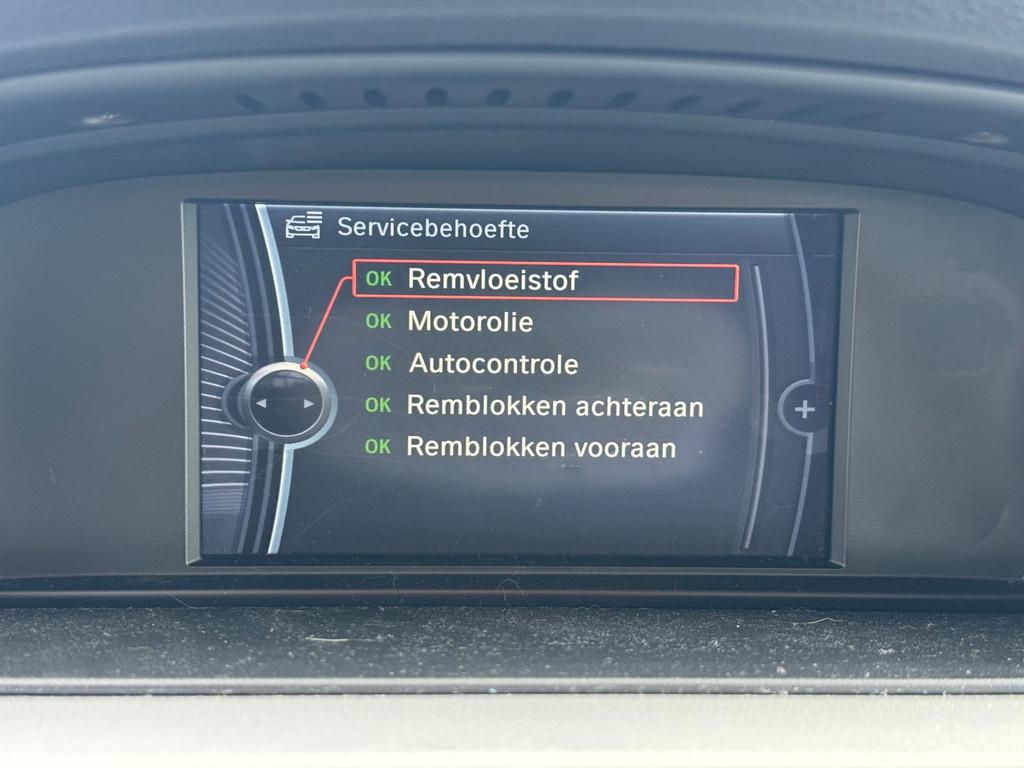 Servicebehoefte
OK Remvloeistof
OK Motorolie
OK Autocontrole
OK Remblokken achteraan
OK Remblokken vooraan